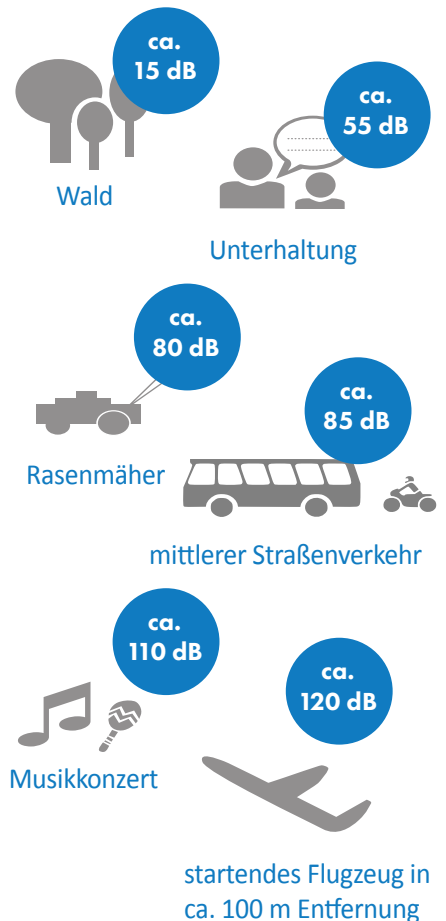 ca.
15 dB
Wald
ca.
55 dB
Unterhaltung
ca.
80 dB
Rasenmäher
ca.
85 dB
mittlerer Straßenverkehr
ca.
110 dB
Musikkonzert
ca.
120 dB
startendes Flugzeug in
ca. 100 m Entfernung